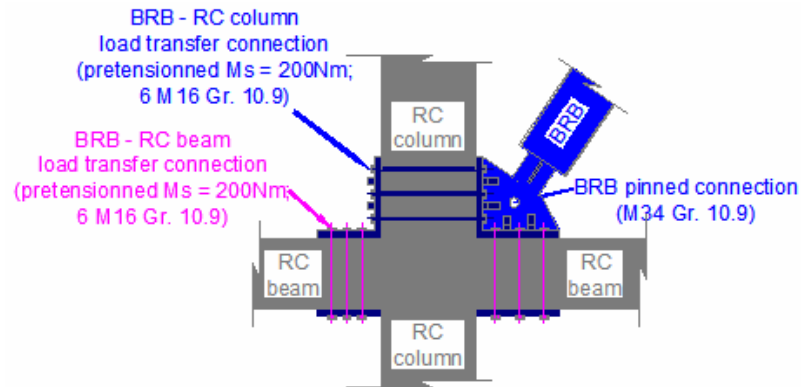 BRB - RC column
load transfer connection
(pretensionned Ms = 200Nm;
6 M16 Gr. 10.9)
RC
column
BRB
BRB - RC beam
load transfer connection
(pretensionned Ms = 200Nm;
6 M16 Gr. 10.9)
BRB pinned connection
(M34 Gr. 10.9)
RC
beam
RC
beam
RC
column